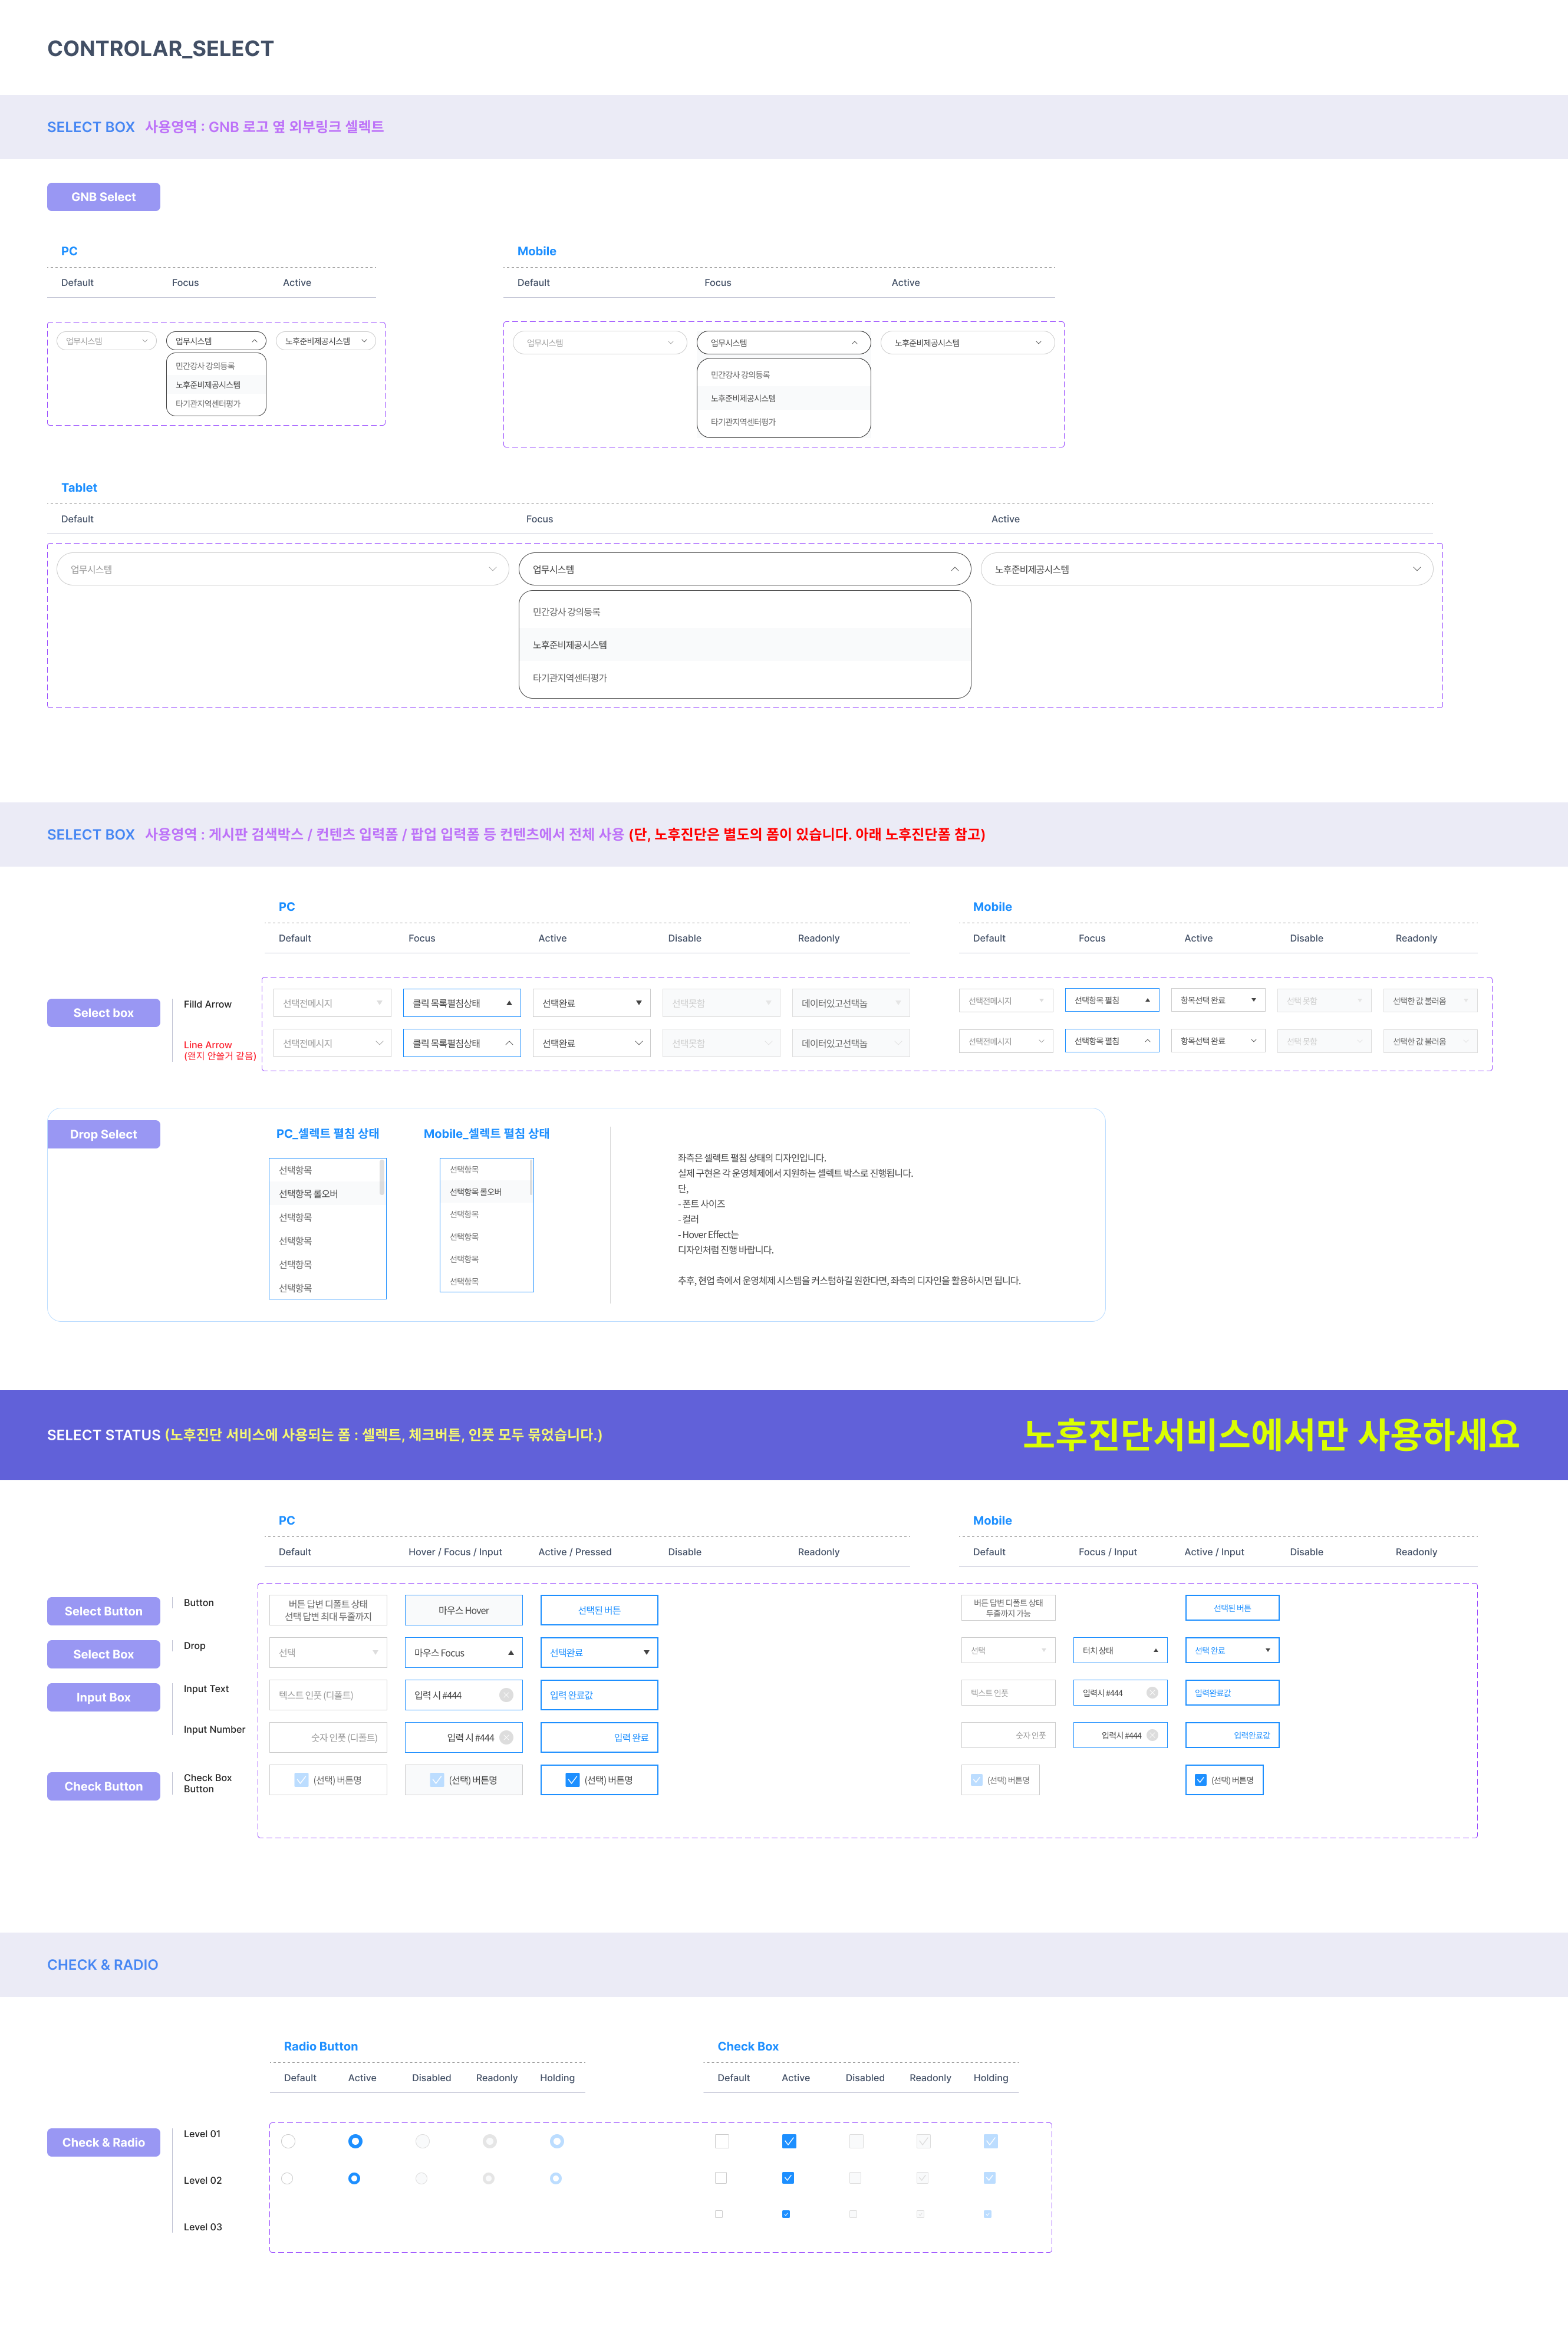 CONTROLAR_SELECT
SELECT BOX 사용영역 : GNB 로고 옆 외부링크 셀렉트
GNB Select
PC
Default Focus Active
업무시스템 업무시스템 노후준비제공시스템
민간강사 강의등록
노후준비제공시스템
타기관지역센터평가
Mobile
Default Focus Active
업무시스템 업무시스템 노후준비제공시스템
민간강사 강의등록
노후준비제공시스템
타기관지역센터평가
Tablet
Default Focus Active
업무시스템 업무시스템 노후준비제공시스템
민간강사 강의등록
노후준비제공시스템
타기관지역센터평가
SELECT BOX 사용영역 : 게시판 검색박스 / 컨텐츠 입력폼 / 팝업 입력폼 등 컨텐츠에서 전체 사용 (단, 노후진단은 별도의 폼이 있습니다. 아래 노후진단폼 참고)
PC Mobile
Default Focus Active Disable Readonly Default Focus Active Disable Readonly
Select box
Filld Arrow 선택전메시지 클릭 목록펼침상태 선택완료 선택못함 데이터있고선택놉 선택전메시지 선택항목 펼침 항목선택 완료 선택 못함 선택한 값 불러옴
Line Arrow
(왠지 안쓸거 같음) 선택전메시지 클릭 목록펼침상태 선택완료 선택못함 데이터있고선택놉 선택전메시지 선택항목 펼침 항목선택 완료 선택 못함 선택한 값 불러옴
Drop Select
PC_셀렉트 펼침 상태
선택항목
선택항목 롤오버
선택항목
선택항목
선택항목
선택항목
Mobile_셀렉트 펼침 상태
선택항목
선택항목 롤오버
선택항목
선택항목
선택항목
선택항목
좌측은 셀렉트 펼침 상태의 디자인입니다.
실제 구현은 각 운영체제에서 지원하는 셀렉트 박스로 진행됩니다.
단,
- 폰트 사이즈
- 컬러
- Hover Effect는
디자인처럼 진행 바랍니다.
추후, 현업 측에서 운영체제 시스템을 커스텀하길 원한다면, 좌측의 디자인을 활용하시면 됩니다.
SELECT STATUS (노후진단 서비스에 사용되는 폼 : 셀렉트, 체크버튼, 인풋 모두 묶었습니다.) 노후진단서비스에서만 사용하세요
PC Mobile
Default Hover / Focus / Input Active / Pressed Disable Readonly Default Focus / Input Active / Input Disable Readonly
Select Button
Button
버튼 답변 디폴트 상태
선택 답변 최대 두줄까지
마우스 Hover 선택된 버튼
버튼 답변 디폴트 상태
두줄까지 가능
선택된 버튼
Select Box
Drop 선택 마우스 Focus 선택완료 선택 터치 상태 선택 완료
Input Box
Input Text 텍스트 인풋 (디폴트) 입력 시 #444 입력 완료값 텍스트 인풋 입력시 #444 입력완료값
Input Number 숫자 인풋 (디폴트) 입력 시 #444 입력 완료 숫자 인풋 입력시 #444 입력완료값
Check Button
Check Box
Button
(선택) 버튼명 (선택) 버튼명 (선택) 버튼명 (선택) 버튼명 (선택) 버튼명
CHECK & RADIO
Radio Button Check Box
Default Active Disabled Readonly Holding Default Active Disabled Readonly Holding
Check & Radio
Level 01
Level 02
Level 03